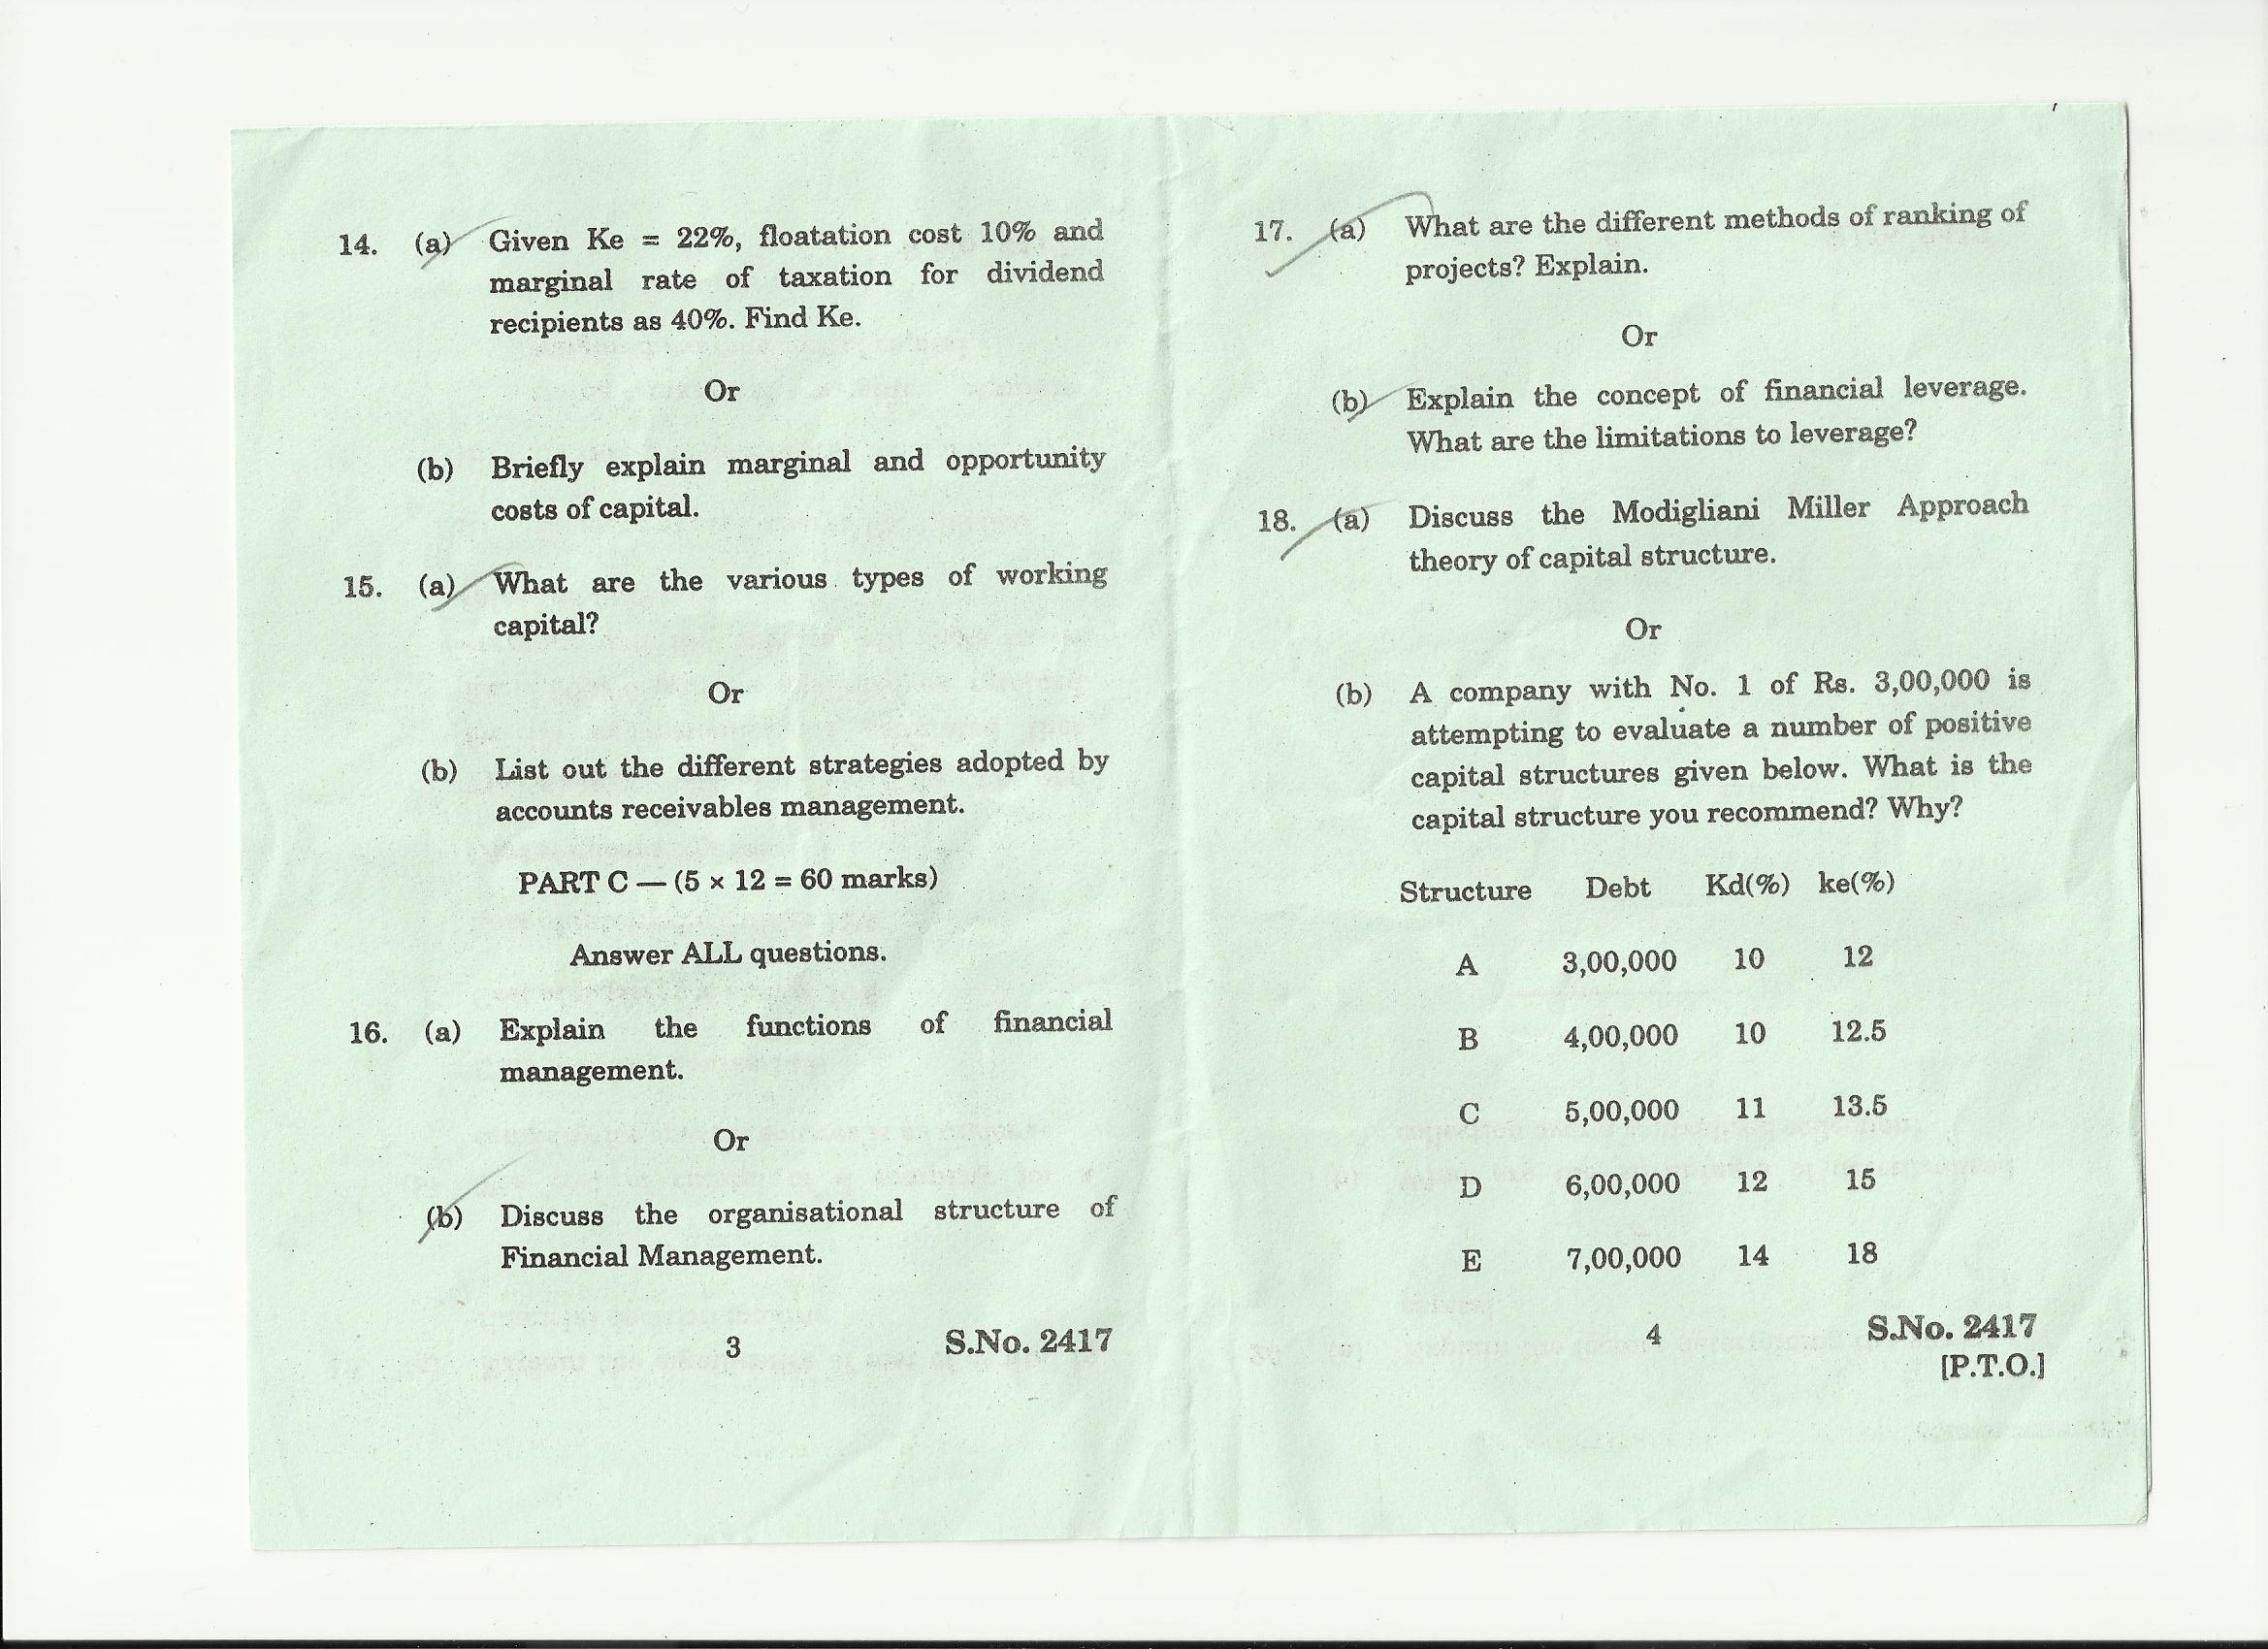 14. (a) Given Ke = 22%, floatation cost 10% and
marginal rate of taxation for dividend
recipients as 40%. Find Ke.
Or
(b) Briefly explain marginal and opportunity
costs of capital.
15. (a) What are the various types of working
capital?
Or
(b) List out the different strategies adopted by
accounts receivables management.
PART C — (5 × 12 = 60 marks)
Answer ALL questions.
16. (a) Explain the functions of financial
management.
Or
(b) Discuss the organisational structure of
Financial Management.
3 S.No. 2417
17. (a) What are the different methods of ranking of
projects? Explain.
Or
(b) Explain the concept of financial leverage.
What are the limitations to leverage?
18. (a) Discuss the Modigliani Miller Approach
theory of capital structure.
Or
(b) A company with No. 1 of Rs. 3,00,000 is
attempting to evaluate a number of positive
capital structures given below. What is the
capital structure you recommend? Why?
Structure Debt Kd(%) ke(%)
A 3,00,000 10 12
B 4,00,000 10 12.5
C 5,00,000 11 13.5
D 6,00,000 12 15
E 7,00,000 14 18
4 S.No. 2417
[P.T.O.]